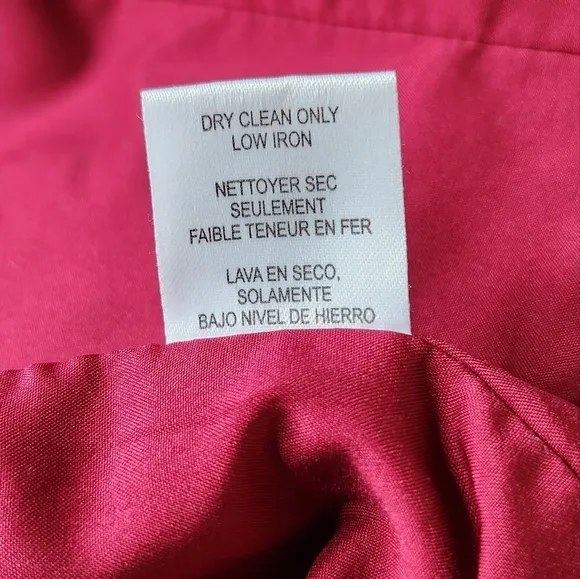 DRY CLEAN ONLY
LOW IRON
NETTOYER SEC
SEULEMENT
FAIBLE TENEUR EN FER
LAVA EN SECO,
SOLAMENTE
BAJO NIVEL DE HIERRO